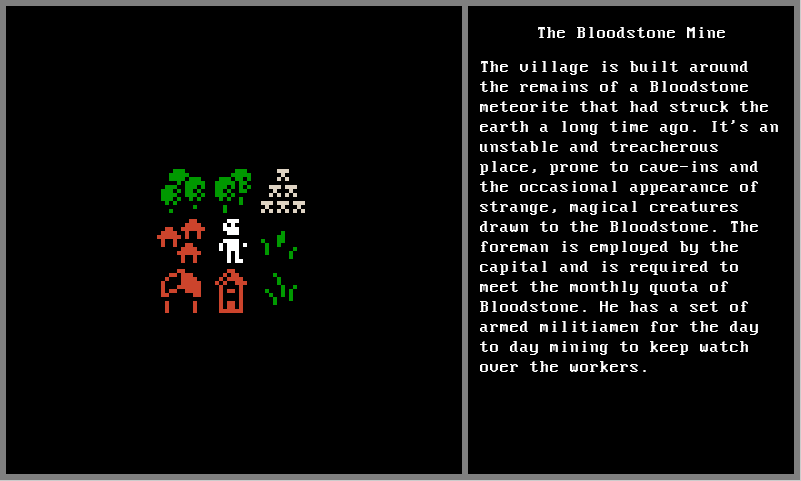 The Bloodstone Mine
The village is built around
the remains of a Bloodstone
meteorite that had struck the
earth a long time ago. It's an
unstable and treacherous
place, prone to cave-ins and
the occasional appearance of
strange, magical creatures
drawn to the Bloodstone. The
foreman is employed by the
capital and is required to
meet the monthly quota of
Bloodstone. He has a set of
armed militiamen for the day
to day mining to keep watch
over the workers.